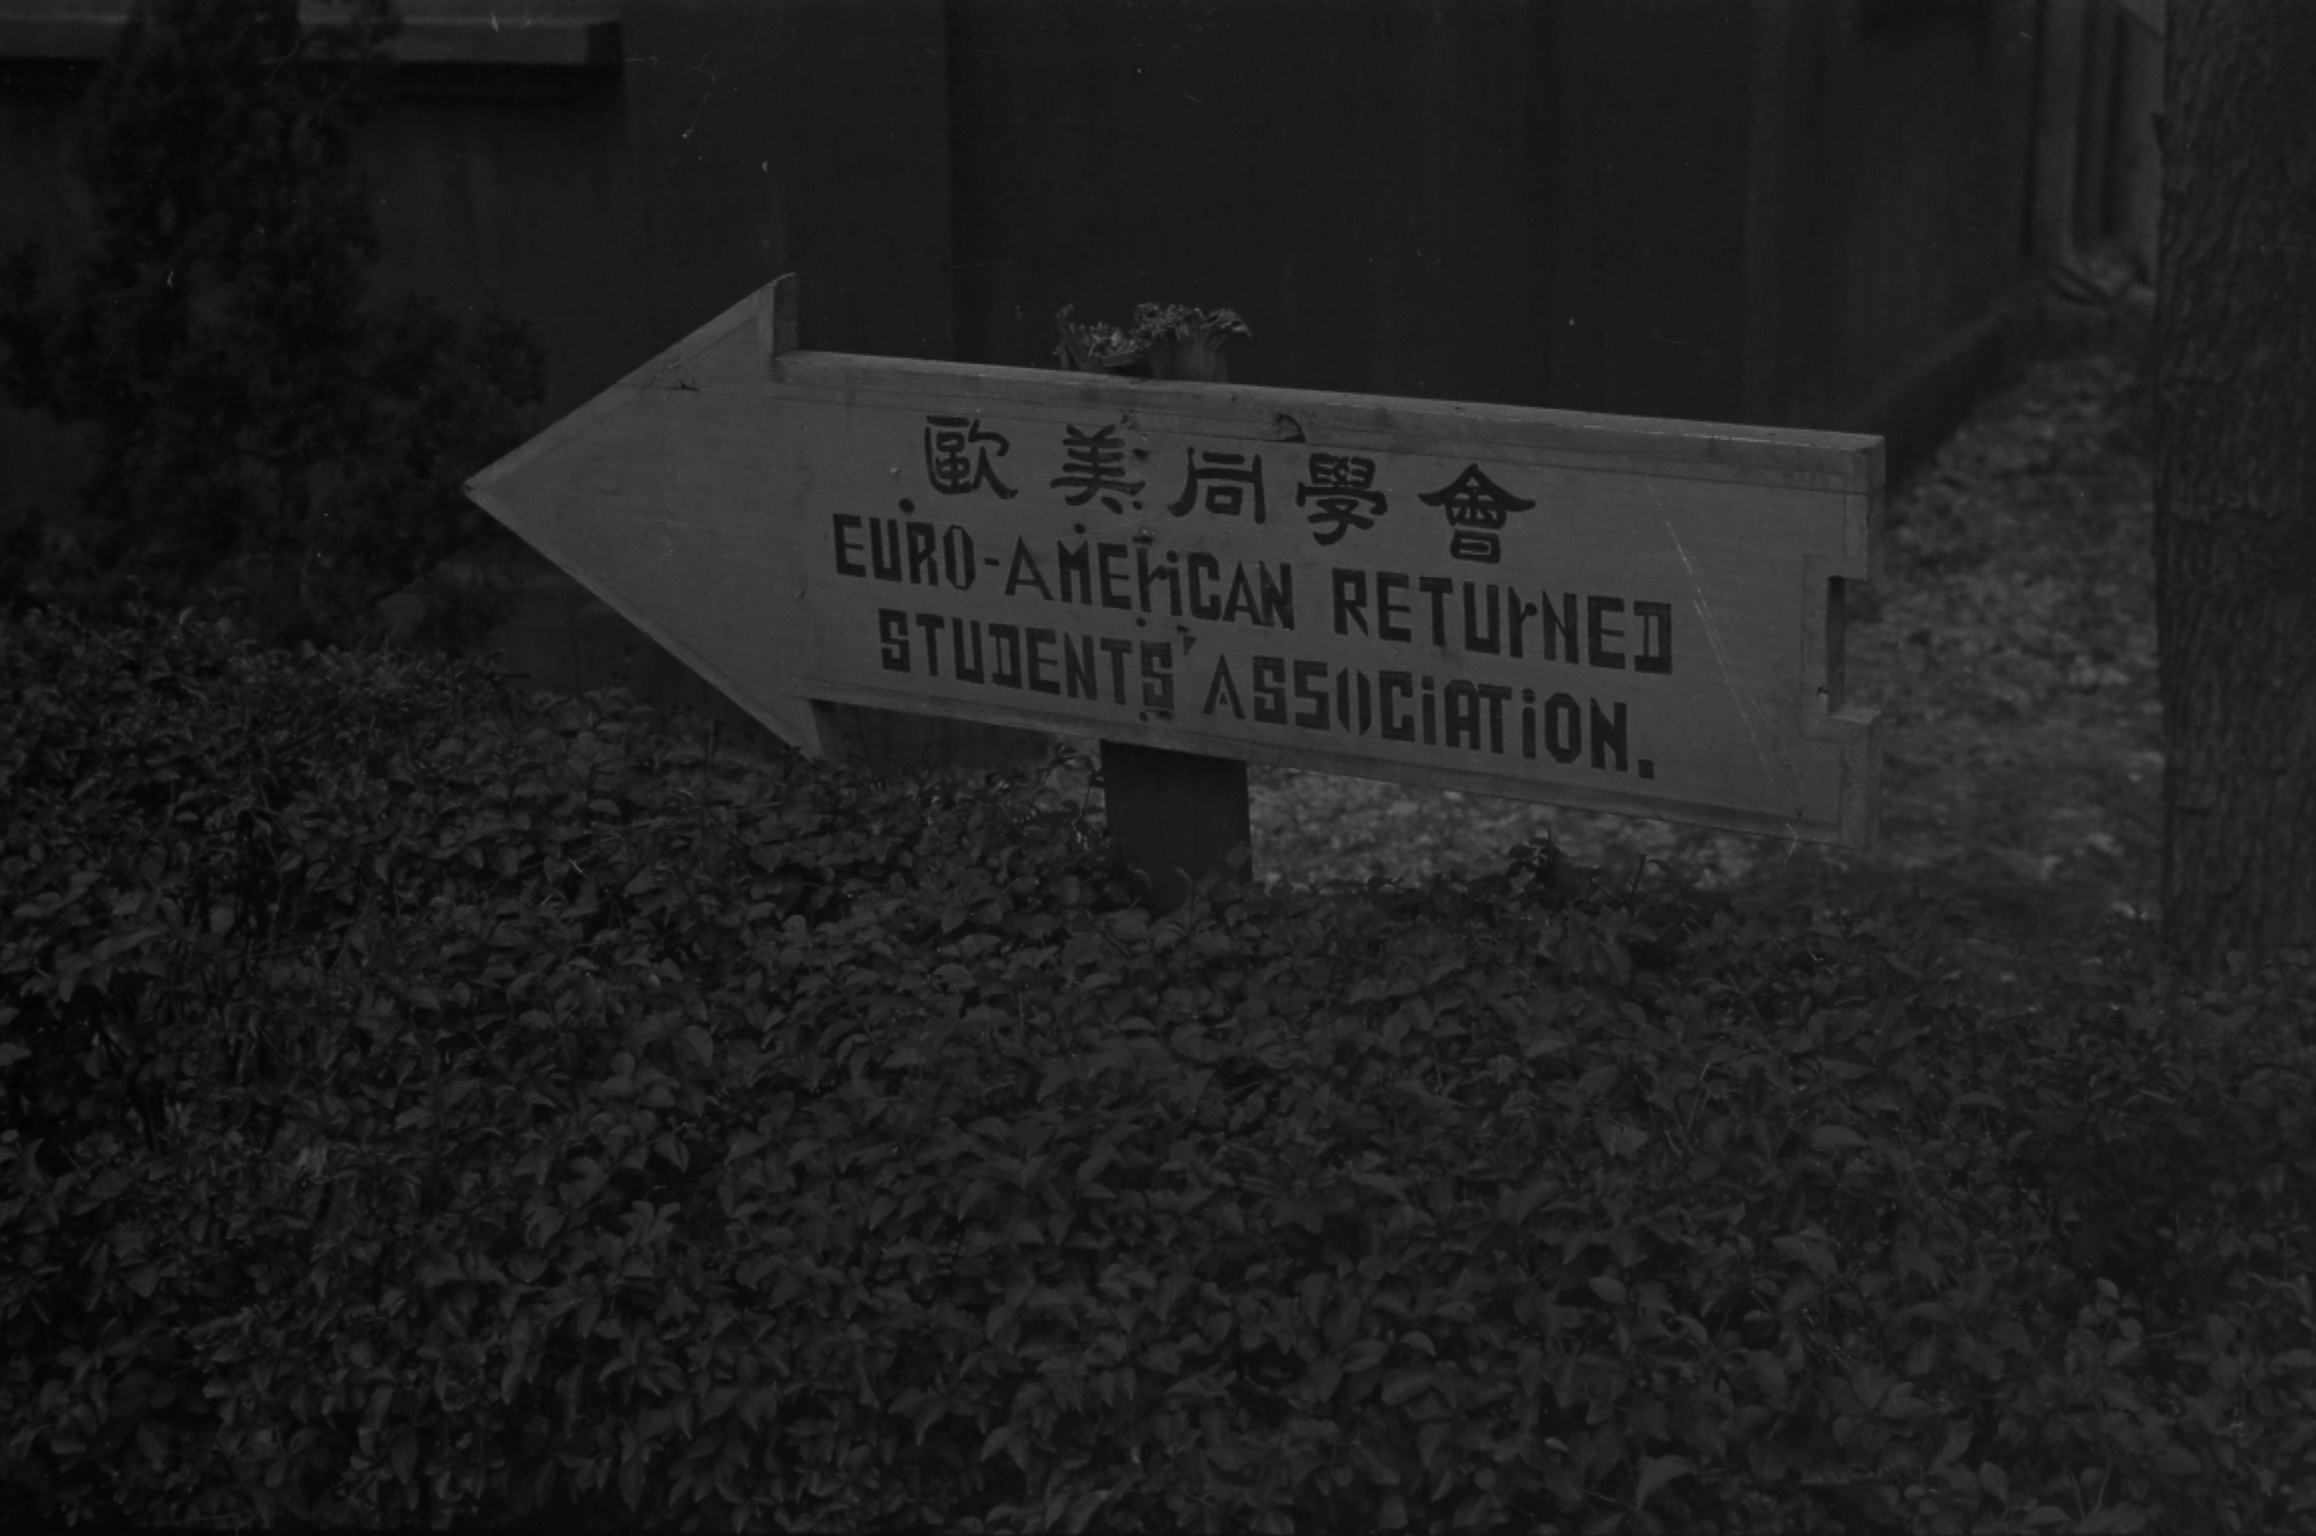 歐美同學會
EURO-AMERiCAN RETUrNED
STUDENTS' ASSOCiATiON.